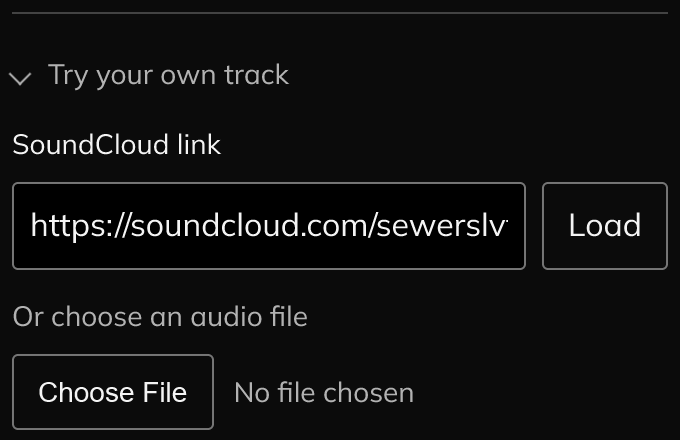 Try your own track
SoundCloud link
https://soundcloud.com/sewerslv
Load
Or choose an audio file
Choose File
No file chosen